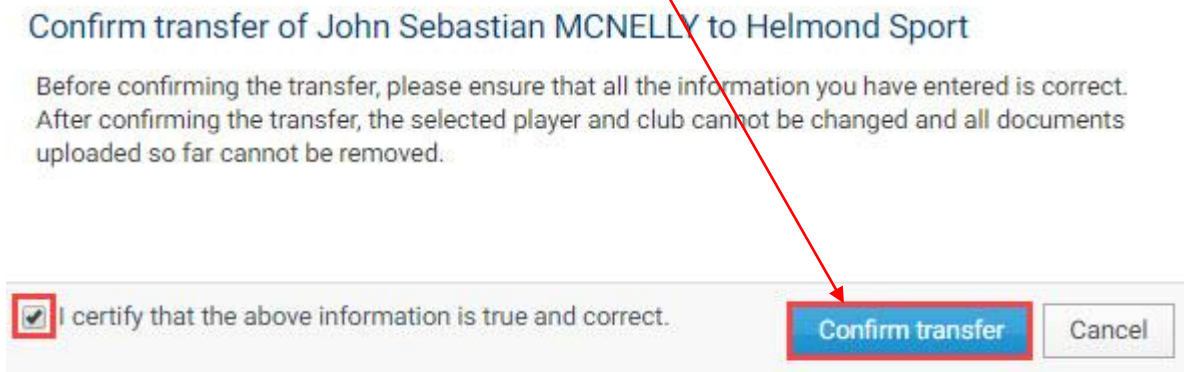 Confirm transfer of John Sebastian MCNELLY to Helmond Sport
Before confirming the transfer, please ensure that all the information you have entered is correct.
After confirming the transfer, the selected player and club cannot be changed and all documents
uploaded so far cannot be removed.
I certify that the above information is true and correct.
Confirm transfer
Cancel